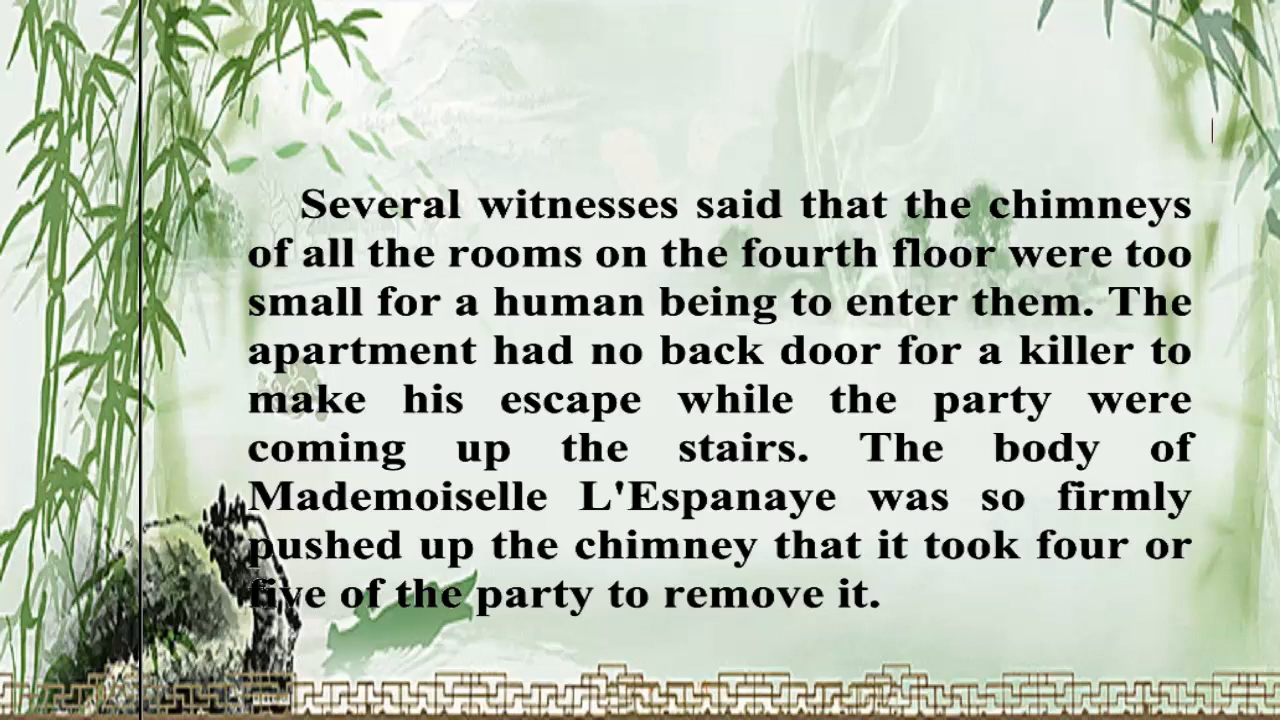 Several witnesses said that the chimneys
of all the rooms on the fourth floor were too
small for a human being to enter them. The
apartment had no back door for a killer to
make his escape while the party were
coming up the stairs. The body of
Mademoiselle L'Espanaye was so firmly
pushed up the chimney that it took four or
five of the party to remove it.